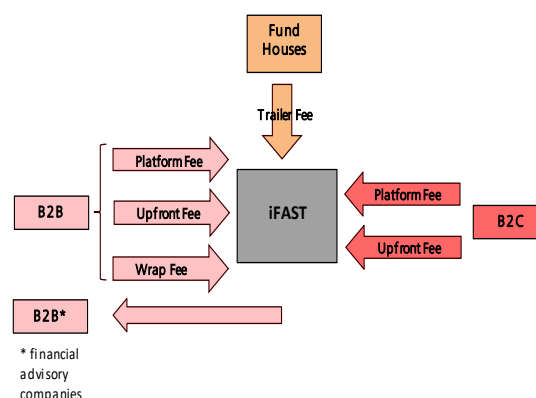 Fund
Houses
Trailer Fee
Platform Fee
Platform Fee
B2B
Upfront Fee
iFAST
B2C
Upfront Fee
Wrap Fee
B2B*
* financial
advisory
companies